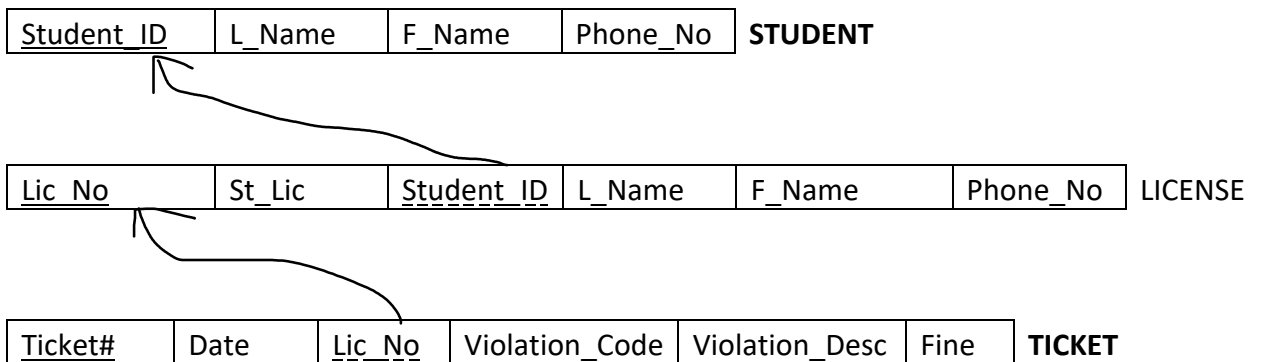 Student_ID L_Name F_Name Phone_No STUDENT
Lic_No St_Lic Student_ID L_Name F_Name Phone_No LICENSE
Ticket# Date Lic_No Violation_Code Violation_Desc Fine TICKET